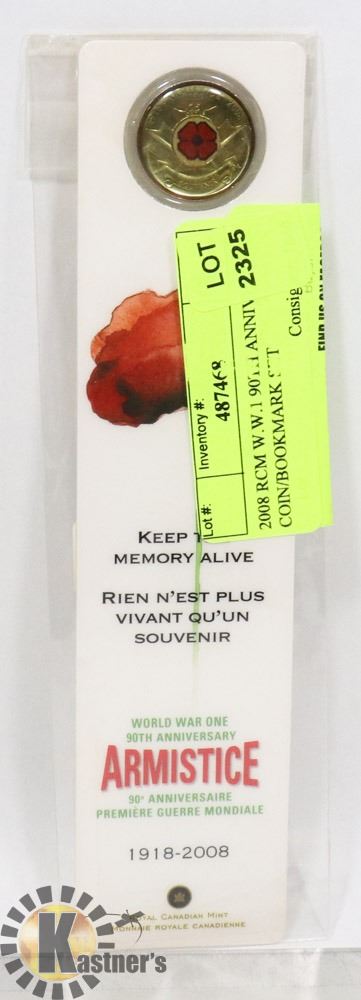 LOT
2325
Lot #:
Inventory #:
487468
2008 RCM W.W.1 90TH ANNIV
COIN/BOOKMARK SET
Consig
KEEP
MEMORY ALIVE
RIEN N'EST PLUS
VIVANT QU'UN
SOUVENIR
WORLD WAR ONE
90TH ANNIVERSARY
ARMISTICE
90e ANNIVERSAIRE
PREMIÈRE GUERRE MONDIALE
1918-2008
ROYAL CANADIAN MINT
MONNAIE ROYALE CANADIENNE
Kastner's